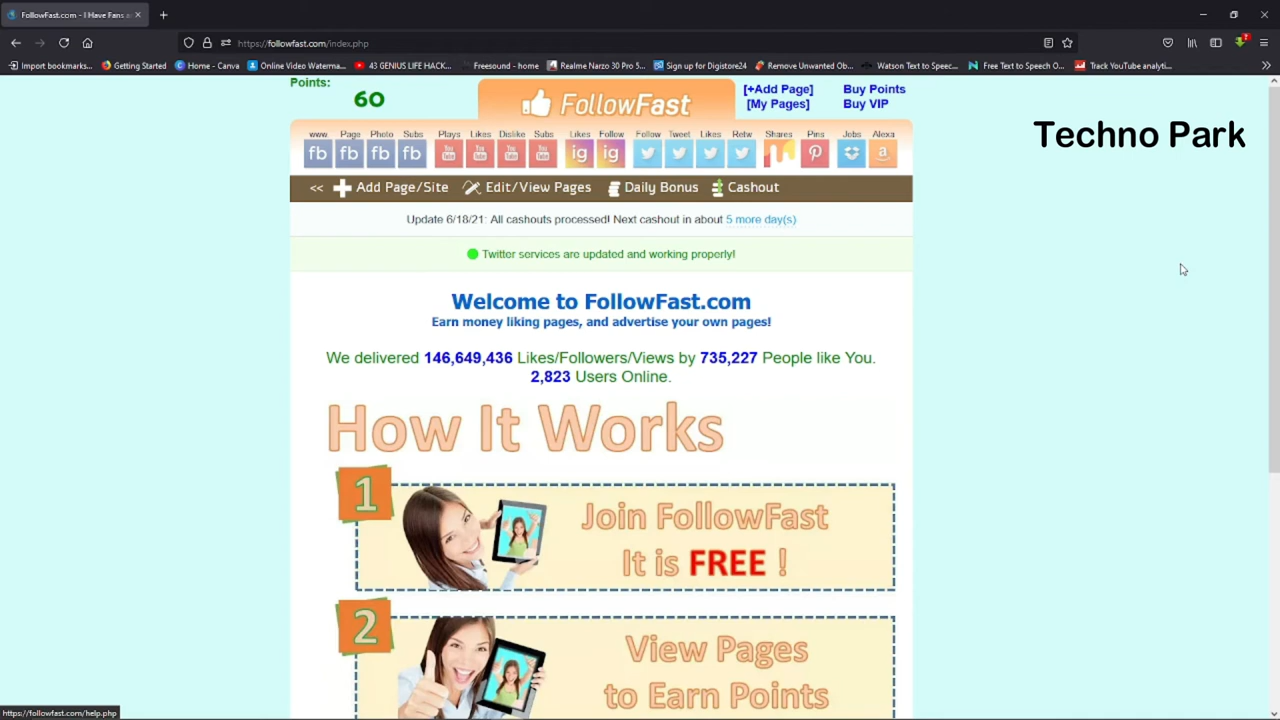 FollowFast.com - I Have Fans a
https://followfast.com/index.php
Import bookmarks... Getting Started Home - Canva Online Video Waterma... 43 GENIUS LIFE HACK... Freesound - home Realme Narzo 30 Pro 5... Sign up for Digistore24 Remove Unwanted Ob... Watson Text to Speec... Free Text to Speech O... Track YouTube analyti...
Points:
60
FollowFast
[+Add Page] Buy Points
[My Pages] Buy VIP
Techno Park
www Page Photo Subs Plays Likes Dislike Subs Likes Follow Follow Tweet Likes Retw Shares Pins Jobs Alexa
fb fb fb fb You Tube You Tube You Tube You Tube ig ig a
<< Add Page/Site Edit/View Pages Daily Bonus Cashout
Update 6/18/21: All cashouts processed! Next cashout in about 5 more day(s)
Twitter services are updated and working properly!
Welcome to FollowFast.com
Earn money liking pages, and advertise your own pages!
We delivered 146,649,436 Likes/Followers/Views by 735,227 People like You.
2,823 Users Online.
How It Works
1
Join FollowFast
It is FREE !
2
View Pages
to Earn Points
https://followfast.com/help.php